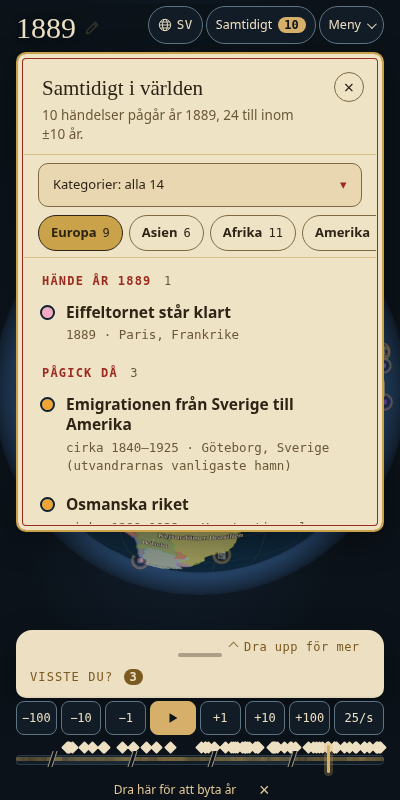 1889
SV
Samtidigt 10
Meny
Samtidigt i världen
10 händelser pågår år 1889, 24 till inom
±10 år.
×
Kategorier: alla 14
Europa 9
Asien 6
Afrika 11
Amerika
HÄNDE ÅR 1889 1
Eiffeltornet står klart
1889 · Paris, Frankrike
PÅGICK DÅ 3
Emigrationen från Sverige till
Amerika
cirka 1840–1925 · Göteborg, Sverige
(utvandrarnas vanligaste hamn)
Osmanska riket
Dra upp för mer
VISSTE DU? 3
−100
−10
−1
+1
+10
+100
25/s
Dra här för att byta år ×